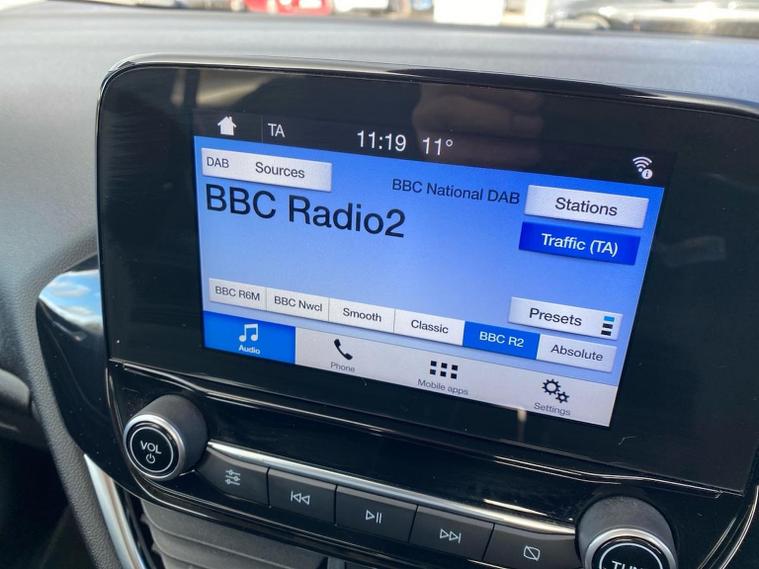 TA 11:19 11°
DAB Sources
BBC National DAB
Stations
BBC Radio2
Traffic (TA)
Presets
BBC R6M BBC Nwcl Smooth Classic BBC R2 Absolute
Audio Phone Mobile apps Settings
VOL
TUNE